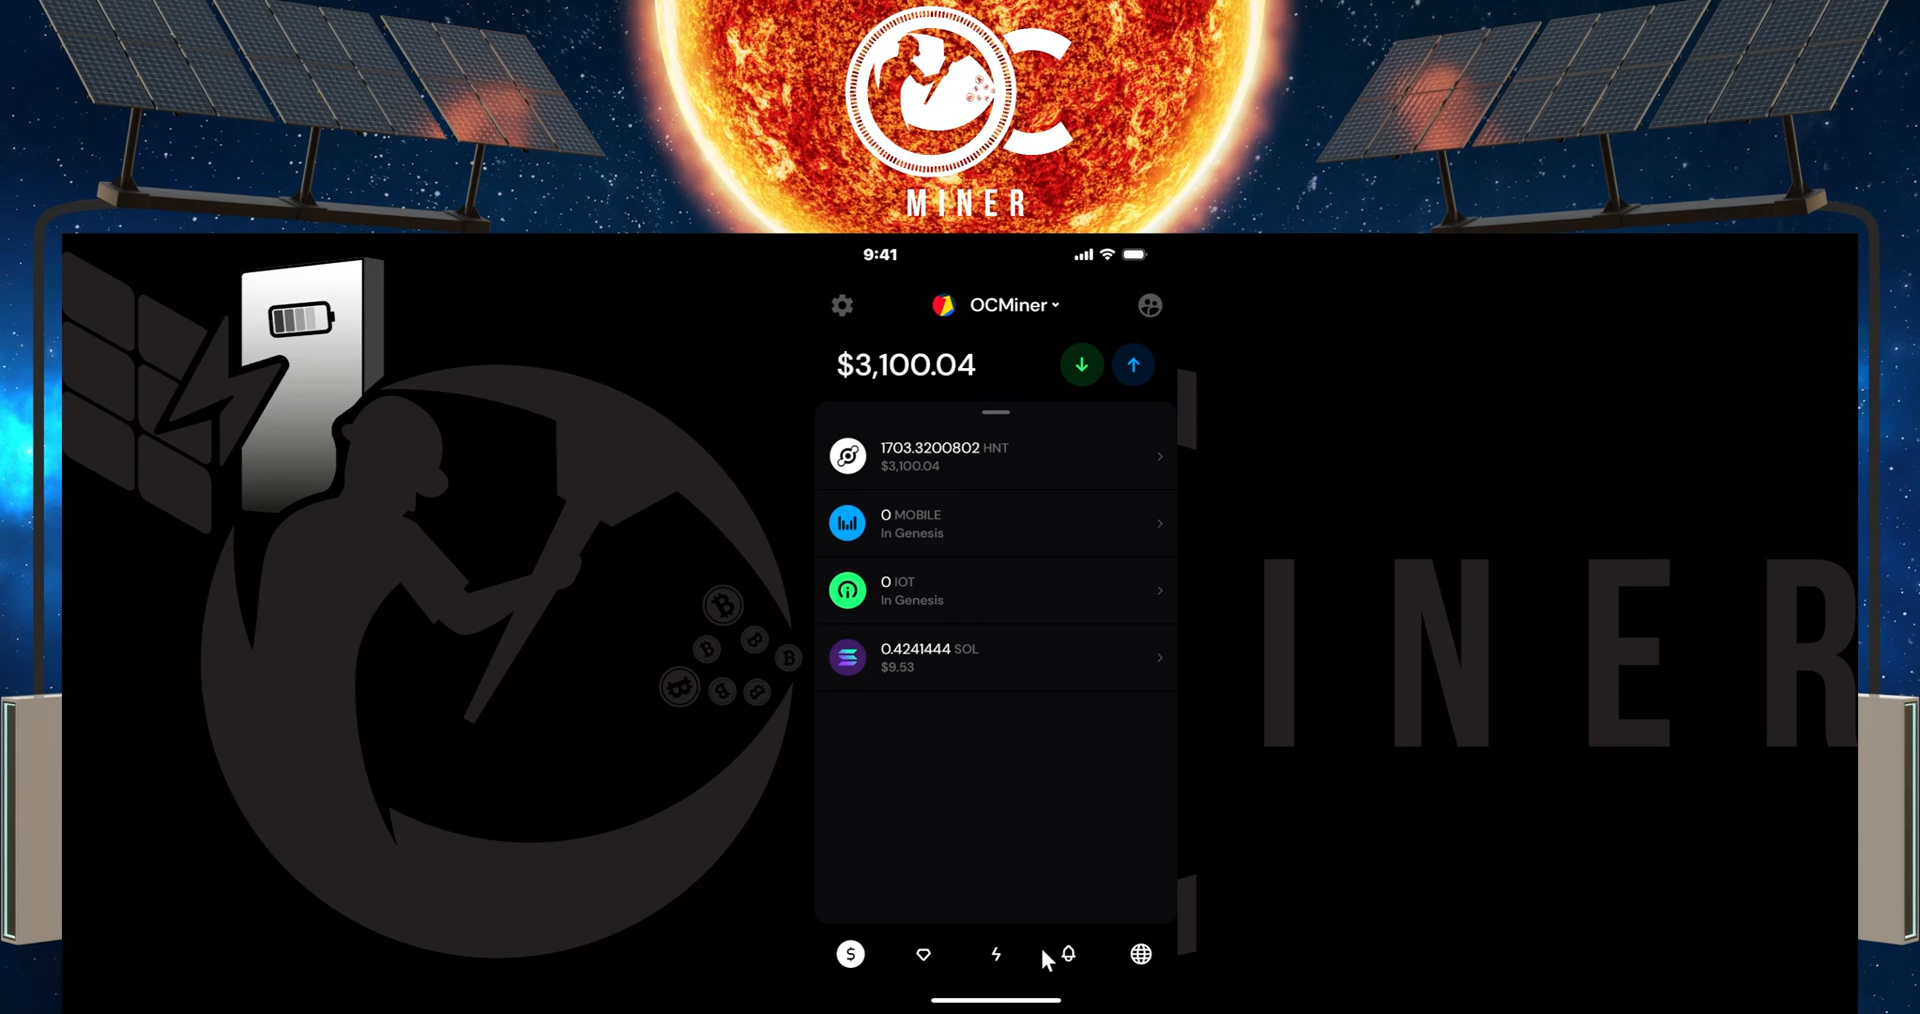 MINER
9:41
OCMiner
$3,100.04
1703.3200802 HNT
$3,100.04
0 MOBILE
In Genesis
0 IOT
In Genesis
0.4241444 SOL
$9.53
INER